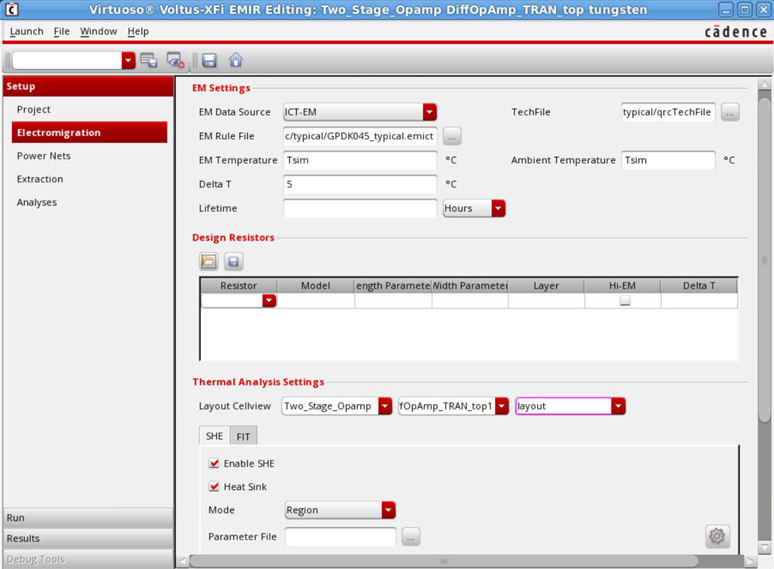 Virtuoso® Voltus-XFi EMIR Editing: Two_Stage_Opamp DiffOpAmp_TRAN_top tungsten
Launch File Window Help
cādence
Setup
Project
Electromigration
Power Nets
Extraction
Analyses
Run
Results
Debug Tools
EM Settings
EM Data Source ICT-EM TechFile typical/qrcTechFile ...
EM Rule File c/typical/GPDK045_typical.emict ...
EM Temperature Tsim °C Ambient Temperature Tsim °C
Delta T 5 °C
Lifetime Hours
Design Resistors
Resistor Model ength Paramete Width Parameter Layer Hi-EM Delta T
Thermal Analysis Settings
Layout Cellview Two_Stage_Opamp fOpAmp_TRAN_top1 layout
SHE FIT
Enable SHE
Heat Sink
Mode Region
Parameter File ...